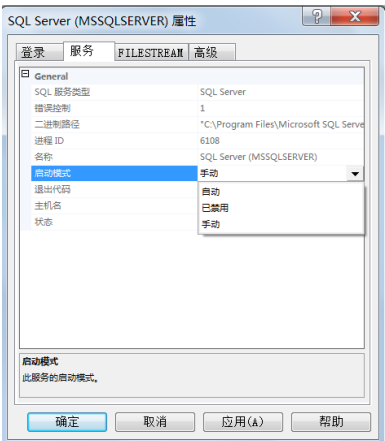 SQL Server (MSSQLSERVER) 属性
登录 服务 FILESTREAM 高级
General
SQL 服务类型 SQL Server
错误控制 1
二进制路径 "C:\Program Files\Microsoft SQL Serve
进程 ID 6108
名称 SQL Server (MSSQLSERVER)
启动模式 手动
退出代码 自动
主机名 已禁用
状态 手动
启动模式
此服务的启动模式。
确定 取消 应用(A) 帮助